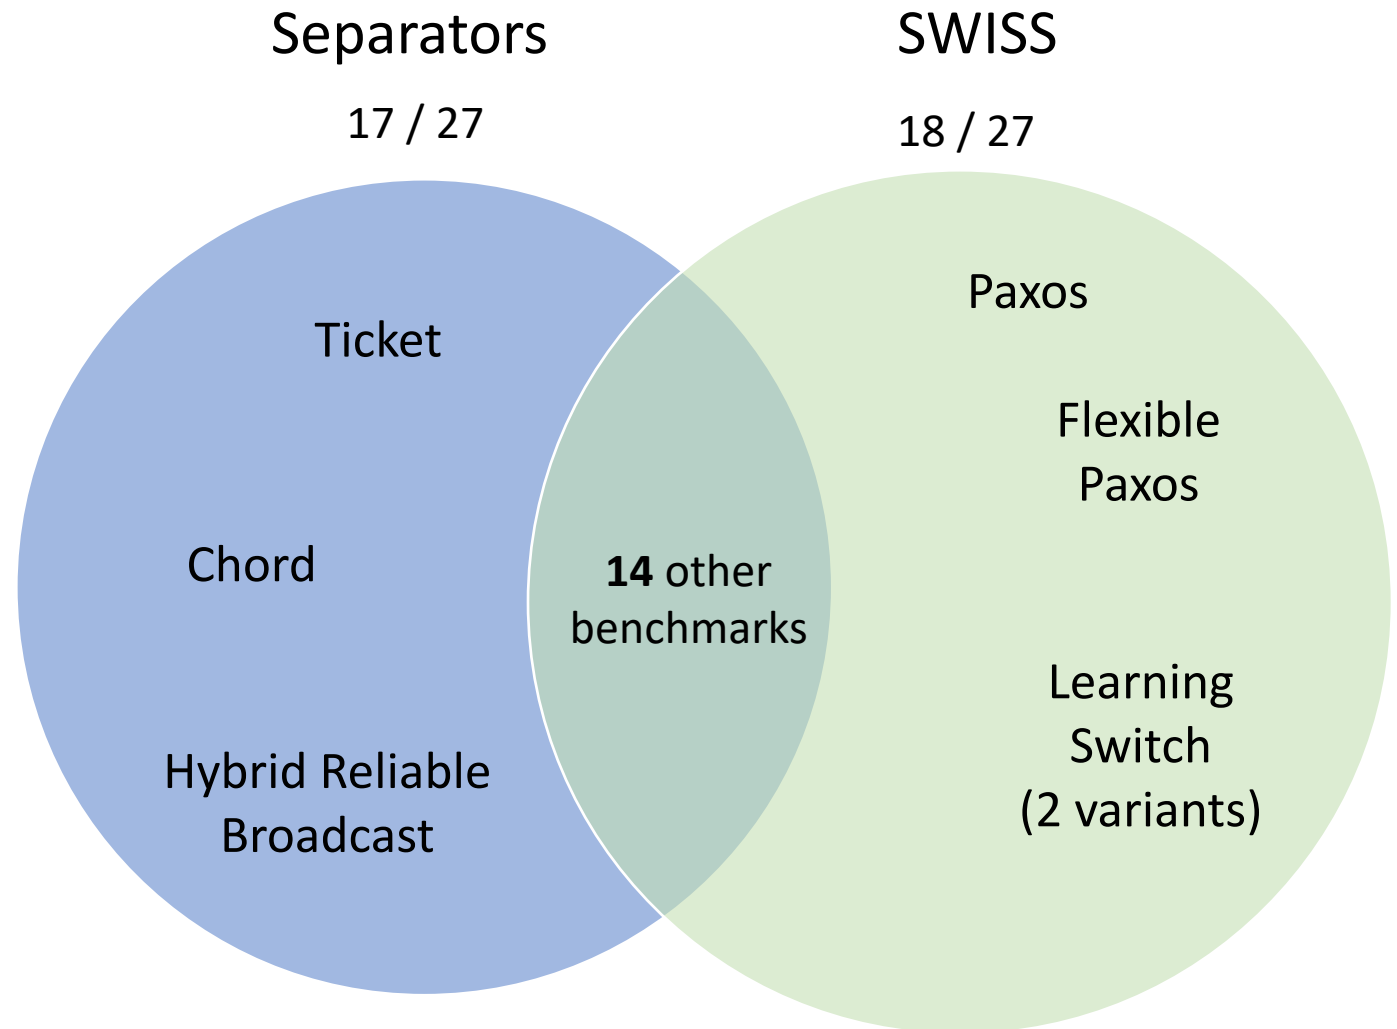 Separators
17 / 27
SWISS
18 / 27
Ticket
Chord
Hybrid Reliable
Broadcast
14 other
benchmarks
Paxos
Flexible
Paxos
Learning
Switch
(2 variants)